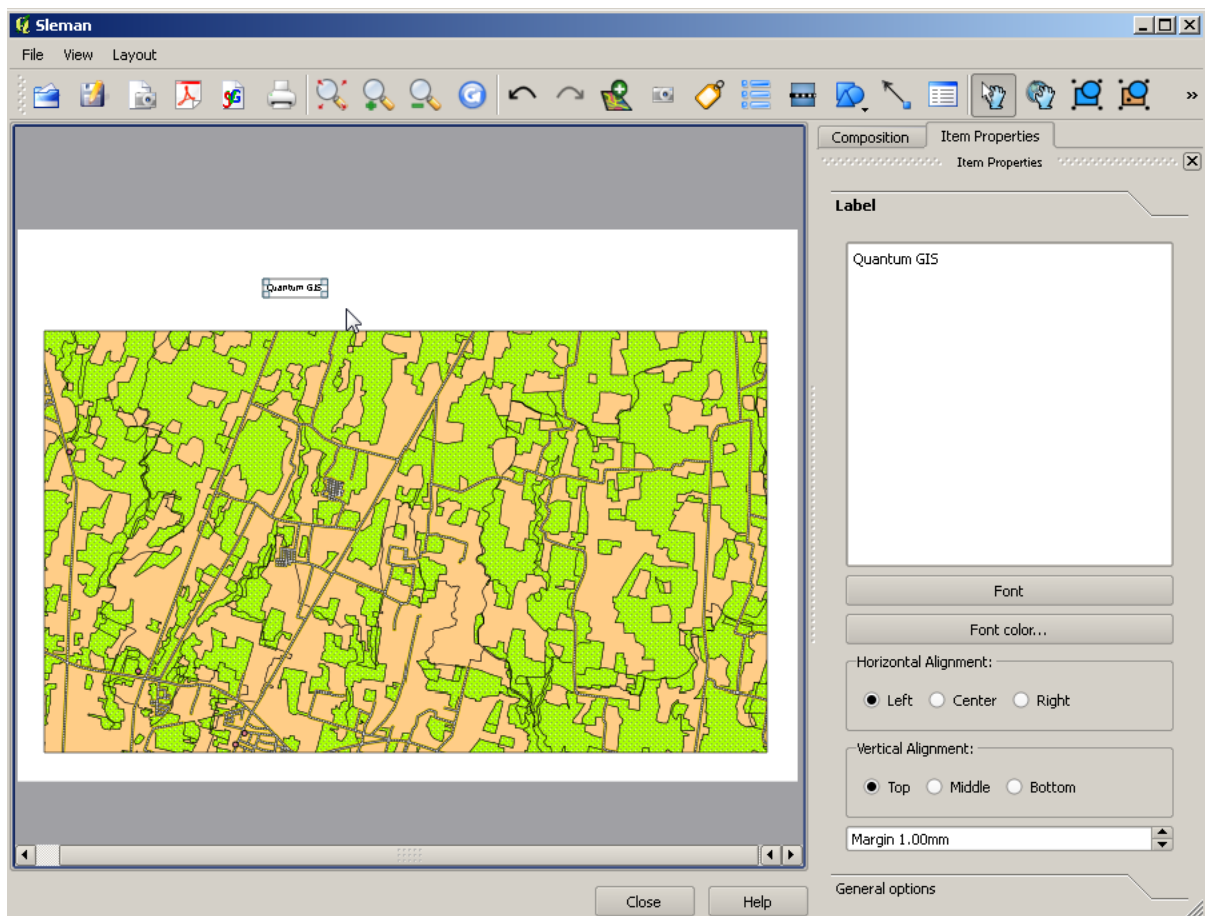 Sleman
File View Layout
Composition Item Properties
Item Properties
Label
Quantum GIS
Quantum GIS
Font
Font color...
Horizontal Alignment:
Left Center Right
Vertical Alignment:
Top Middle Bottom
Margin 1.00mm
General options
Close Help